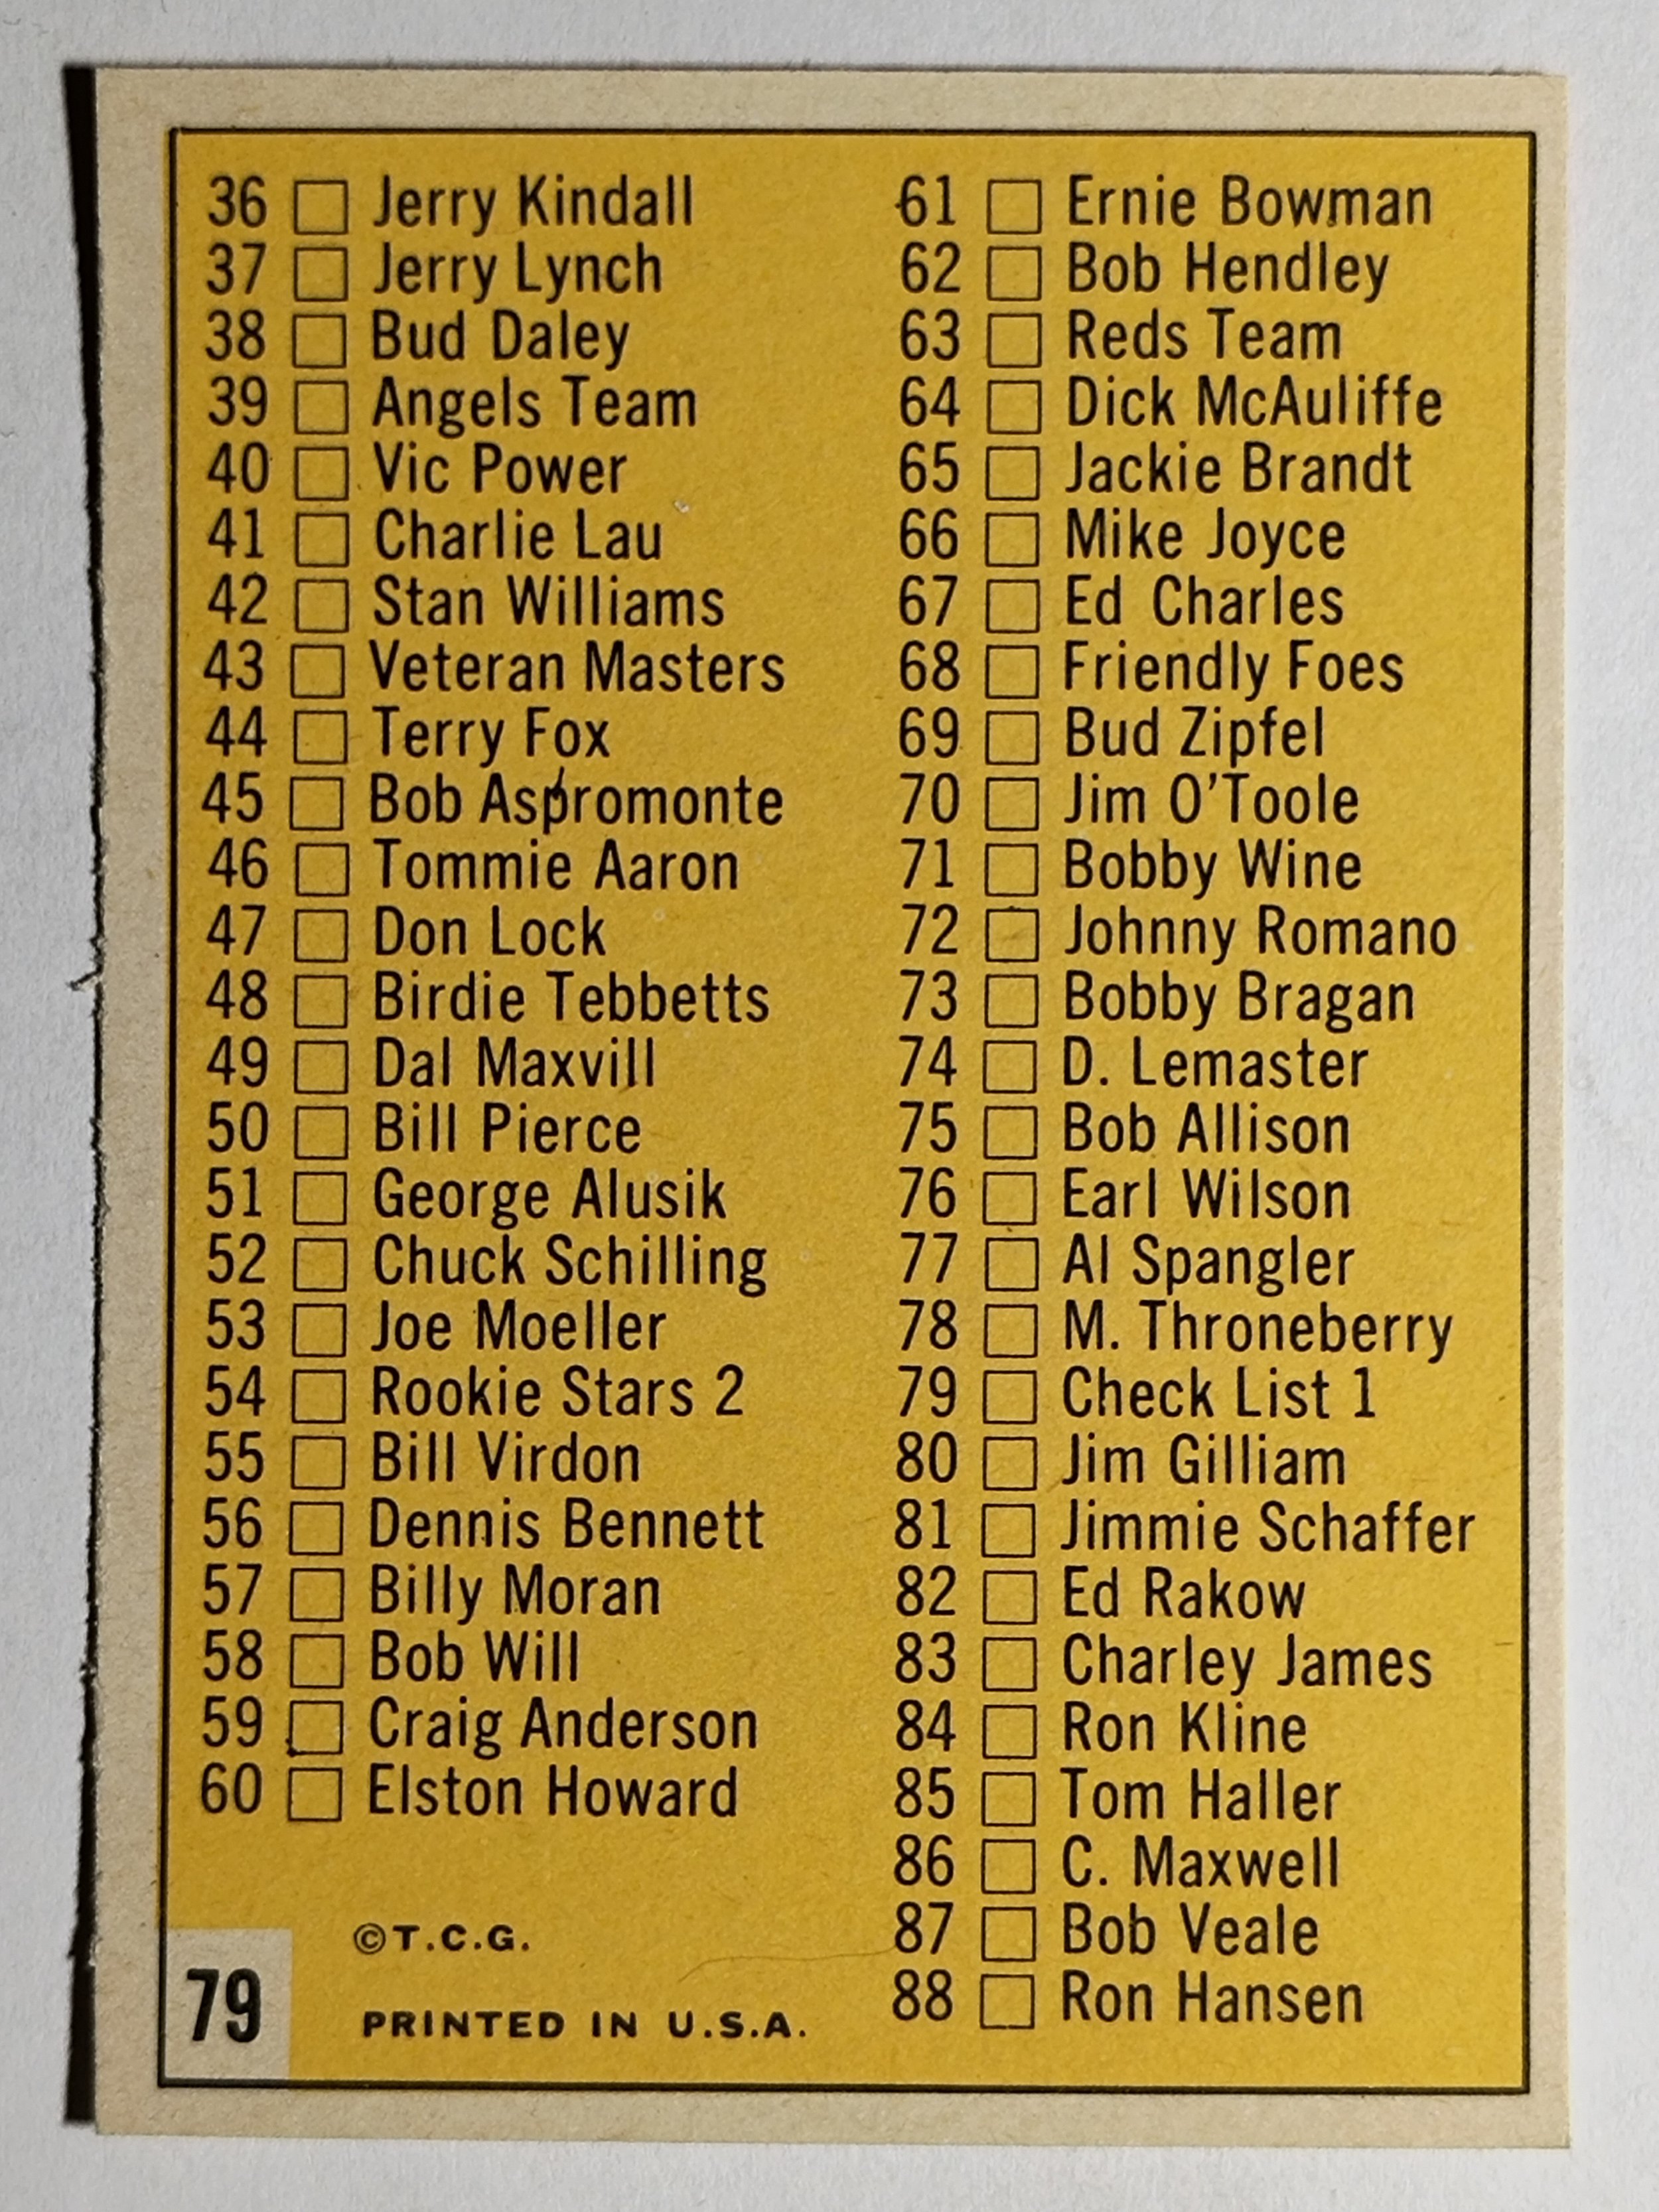 36 Jerry Kindall
37 Jerry Lynch
38 Bud Daley
39 Angels Team
40 Vic Power
41 Charlie Lau
42 Stan Williams
43 Veteran Masters
44 Terry Fox
45 Bob Aspromonte
46 Tommie Aaron
47 Don Lock
48 Birdie Tebbetts
49 Dal Maxvill
50 Bill Pierce
51 George Alusik
52 Chuck Schilling
53 Joe Moeller
54 Rookie Stars 2
55 Bill Virdon
56 Dennis Bennett
57 Billy Moran
58 Bob Will
59 Craig Anderson
60 Elston Howard
61 Ernie Bowman
62 Bob Hendley
63 Reds Team
64 Dick McAuliffe
65 Jackie Brandt
66 Mike Joyce
67 Ed Charles
68 Friendly Foes
69 Bud Zipfel
70 Jim O'Toole
71 Bobby Wine
72 Johnny Romano
73 Bobby Bragan
74 D. Lemaster
75 Bob Allison
76 Earl Wilson
77 Al Spangler
78 M. Throneberry
79 Check List 1
80 Jim Gilliam
81 Jimmie Schaffer
82 Ed Rakow
83 Charley James
84 Ron Kline
85 Tom Haller
86 C. Maxwell
87 Bob Veale
88 Ron Hansen
©T.C.G.
79
PRINTED IN U.S.A.